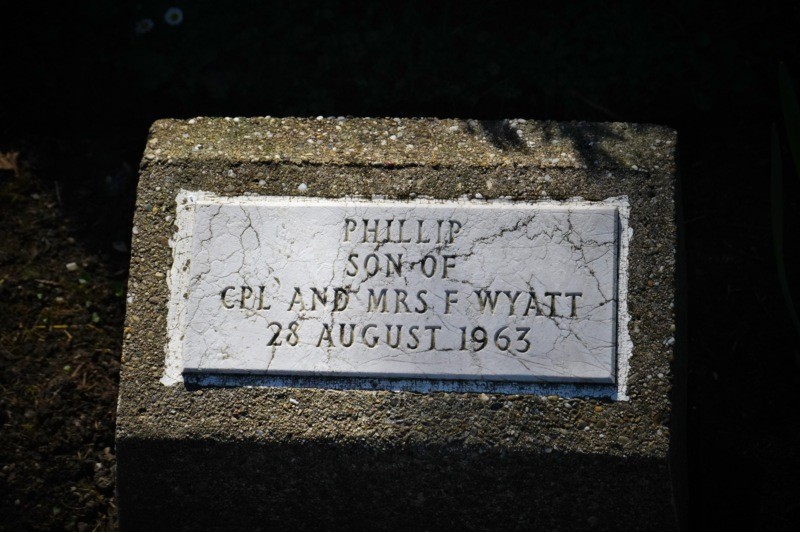 PHILLIP
SON OF
CPL AND MRS F WYATT
28 AUGUST 1963